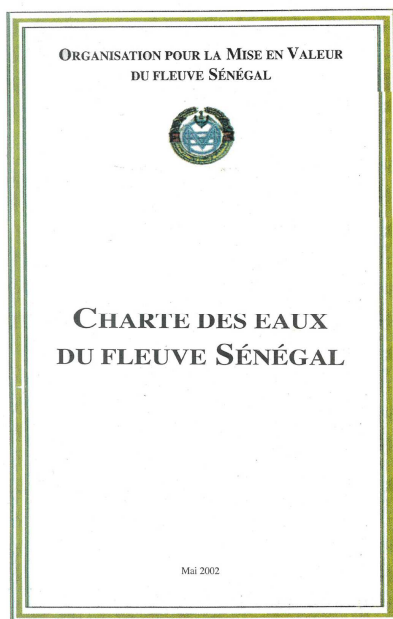 ORGANISATION POUR LA MISE EN VALEUR
DU FLEUVE SÉNÉGAL
CHARTE DES EAUX
DU FLEUVE SÉNÉGAL
Mai 2002